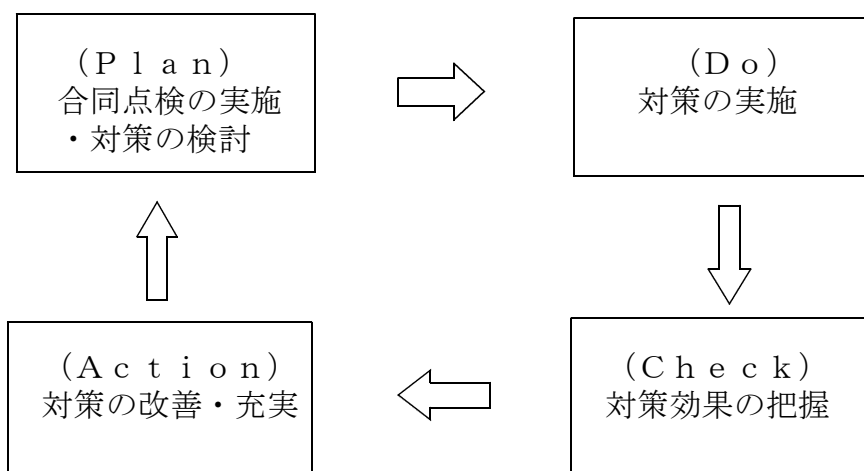 （Ｐｌａｎ）
合同点検の実施
・対策の検討
（Ｄｏ）
対策の実施
（Ａｃｔｉｏｎ）
対策の改善・充実
（Ｃｈｅｃｋ）
対策効果の把握